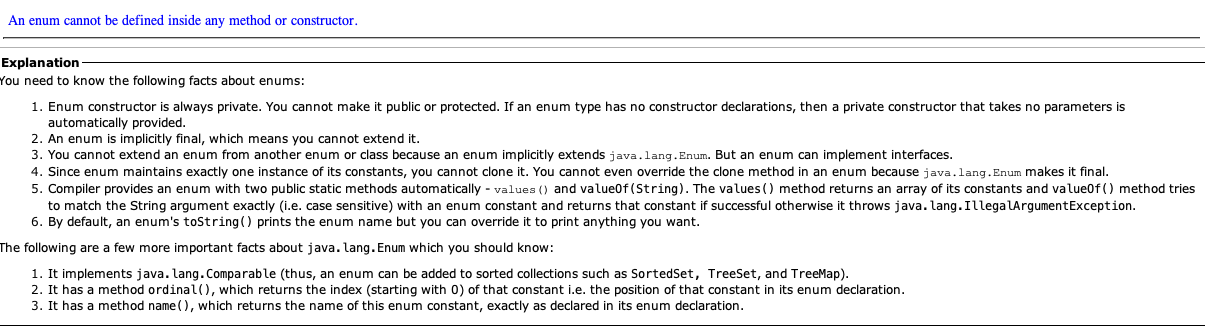 An enum cannot be defined inside any method or constructor.
Explanation
You need to know the following facts about enums:
1. Enum constructor is always private. You cannot make it public or protected. If an enum type has no constructor declarations, then a private constructor that takes no parameters is
automatically provided.
2. An enum is implicitly final, which means you cannot extend it.
3. You cannot extend an enum from another enum or class because an enum implicitly extends java.lang.Enum. But an enum can implement interfaces.
4. Since enum maintains exactly one instance of its constants, you cannot clone it. You cannot even override the clone method in an enum because java.lang.Enum makes it final.
5. Compiler provides an enum with two public static methods automatically - values() and valueOf(String). The values() method returns an array of its constants and valueOf() method tries
to match the String argument exactly (i.e. case sensitive) with an enum constant and returns that constant if successful otherwise it throws java.lang.IllegalArgumentException.
6. By default, an enum's toString() prints the enum name but you can override it to print anything you want.
The following are a few more important facts about java.lang.Enum which you should know:
1. It implements java.lang.Comparable (thus, an enum can be added to sorted collections such as SortedSet, TreeSet, and TreeMap).
2. It has a method ordinal(), which returns the index (starting with 0) of that constant i.e. the position of that constant in its enum declaration.
3. It has a method name(), which returns the name of this enum constant, exactly as declared in its enum declaration.